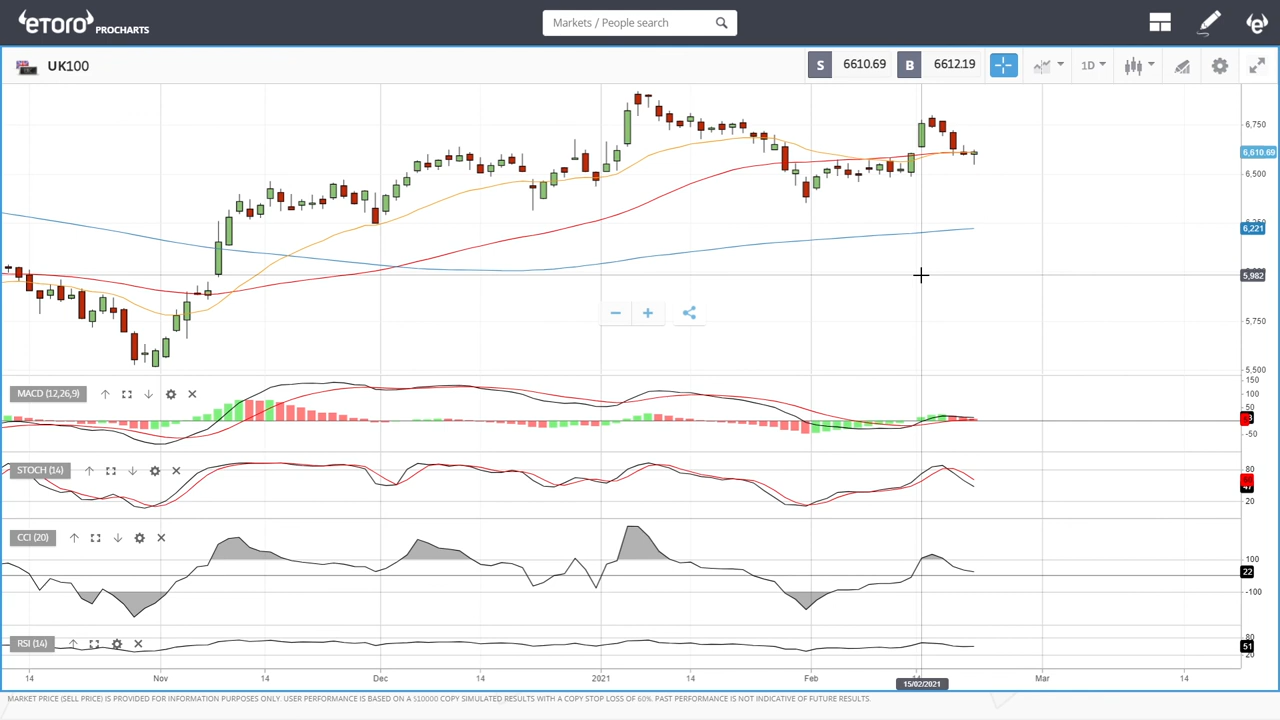 eToro PROCHARTS
Markets / People search
UK100
S 6610.69 B 6612.19 1D
6,750
6,610.69
6,500
6,221
5,982
5,750
5,500
MACD (12,26,9)
150
100
50
-50
STOCH (14)
80
20
CCI (20)
100
22
-100
RSI (14)
80
51
20
14 Nov 14 Dec 14 2021 14 Feb Mar 14
15/02/2021
MARKET PRICE (SELL PRICE) IS PROVIDED FOR INFORMATION PURPOSES ONLY. USER PERFORMANCE IS BASED ON A $10000 COPY SIMULATED RESULTS WITH A COPY STOP LOSS OF 60%. PAST PERFORMANCE IS NOT INDICATIVE OF FUTURE RESULTS.